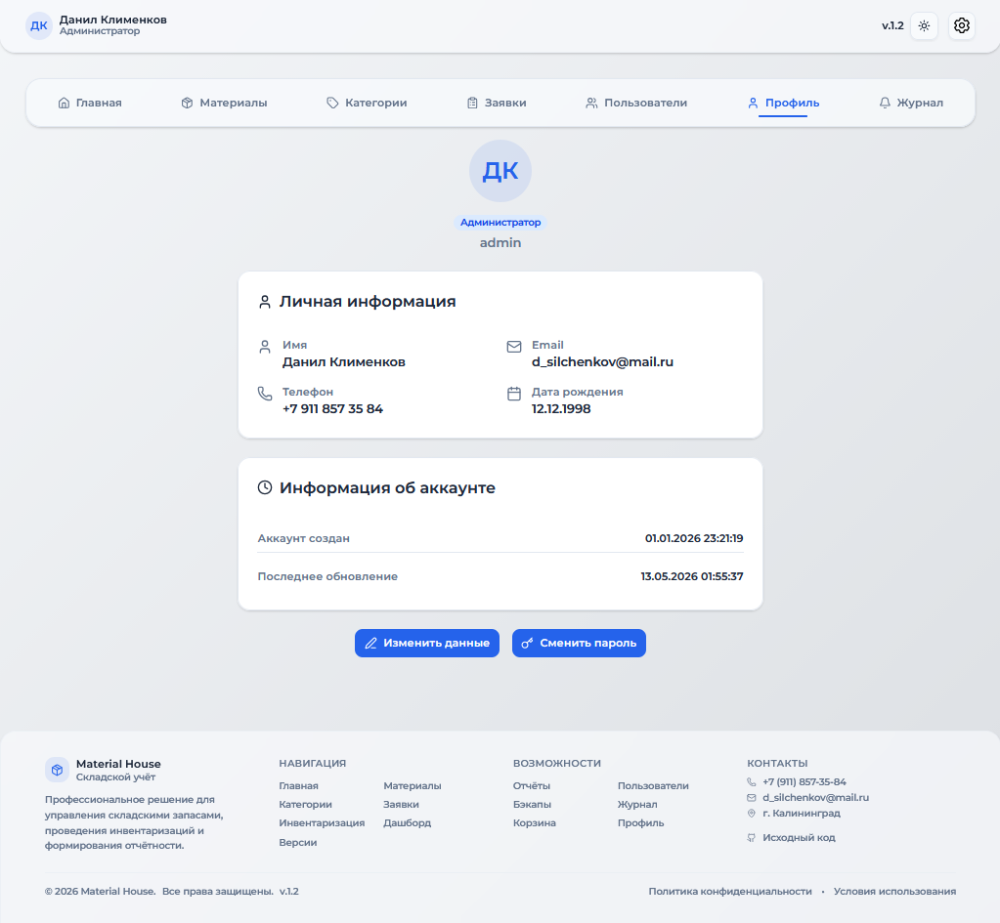 ДК
Данил Клименков
Администратор
v.1.2
Главная
Материалы
Категории
Заявки
Пользователи
Профиль
Журнал
ДК
Администратор
admin
Личная информация
Имя
Данил Клименков
Email
d_silchenkov@mail.ru
Телефон
+7 911 857 35 84
Дата рождения
12.12.1998
Информация об аккаунте
Аккаунт создан
01.01.2026 23:21:19
Последнее обновление
13.05.2026 01:55:37
Изменить данные
Сменить пароль
Material House
Складской учёт
Профессиональное решение для
управления складскими запасами,
проведения инвентаризаций и
формирования отчётности.
НАВИГАЦИЯ
Главная
Материалы
Категории
Заявки
Инвентаризация
Дашборд
Версии
ВОЗМОЖНОСТИ
Отчёты
Пользователи
Бэкапы
Журнал
Корзина
Профиль
КОНТАКТЫ
+7 (911) 857-35-84
d_silchenkov@mail.ru
г. Калининград
Исходный код
© 2026 Material House. Все права защищены. v.1.2
Политика конфиденциальности • Условия использования